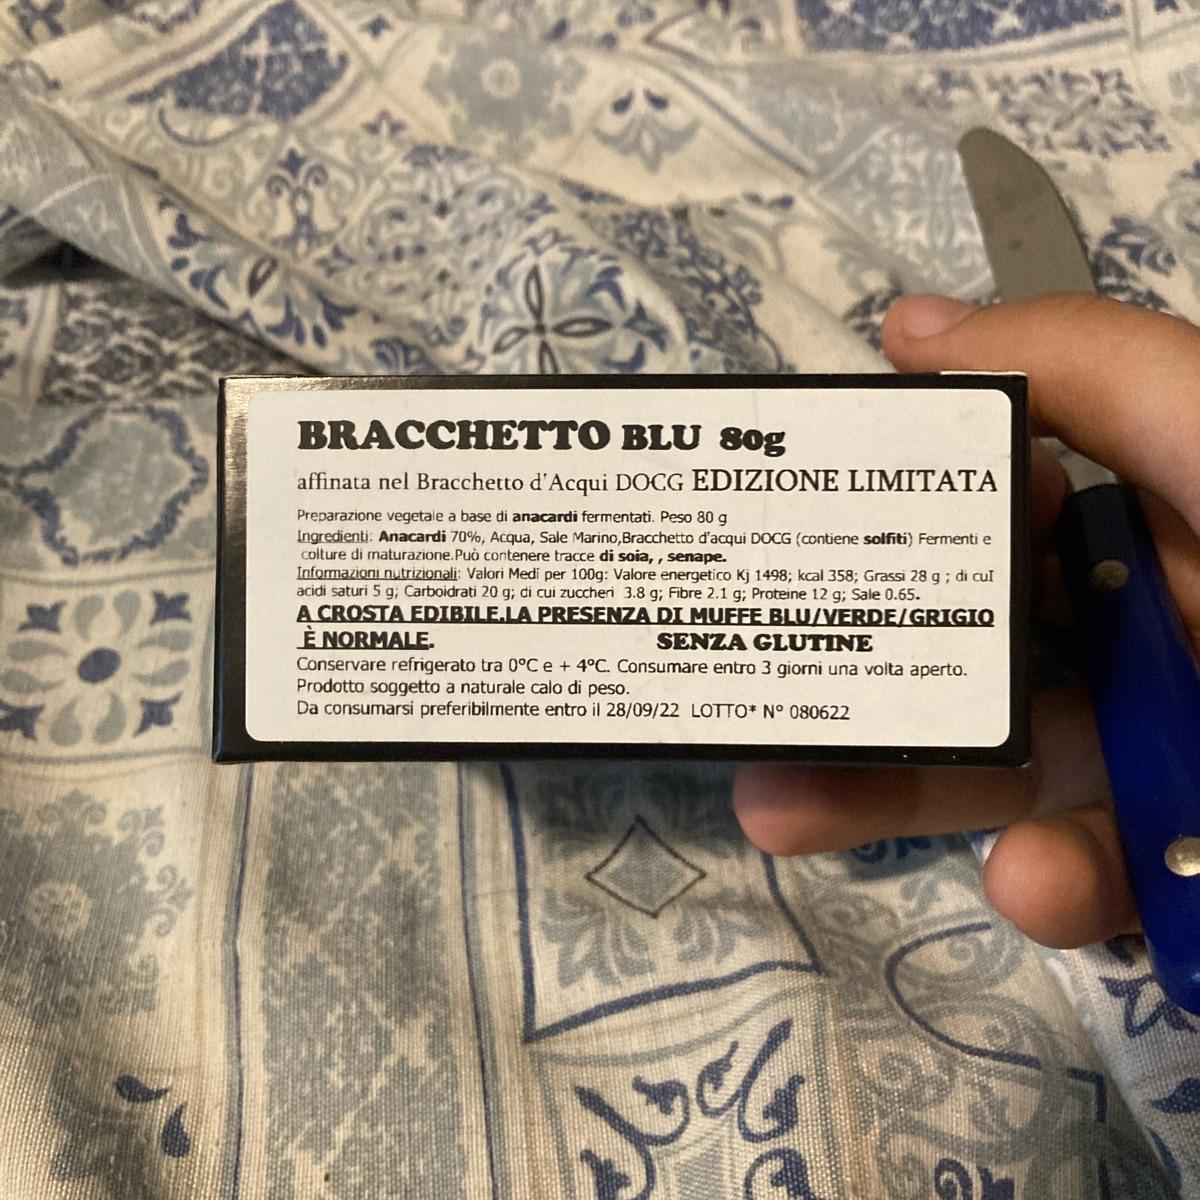 BRACCHETTO BLU 80g
affinata nel Bracchetto d'Acqui DOCG EDIZIONE LIMITATA
Preparazione vegetale a base di anacardi fermentati. Peso 80 g
Ingredienti: Anacardi 70%, Acqua, Sale Marino,Bracchetto d'acqui DOCG (contiene solfiti) Fermenti e
colture di maturazione.Può contenere tracce di soia, , senape.
Informazioni nutrizionali: Valori Medi per 100g: Valore energetico Kj 1498; kcal 358; Grassi 28 g ; di cuI
acidi saturi 5 g; Carboidrati 20 g; di cui zuccheri 3.8 g; Fibre 2.1 g; Proteine 12 g; Sale 0.65.
A CROSTA EDIBILE.LA PRESENZA DI MUFFE BLU/VERDE/GRIGIO
È NORMALE. SENZA GLUTINE
Conservare refrigerato tra 0°C e + 4°C. Consumare entro 3 giorni una volta aperto.
Prodotto soggetto a naturale calo di peso.
Da consumarsi preferibilmente entro il 28/09/22 LOTTO* N° 080622